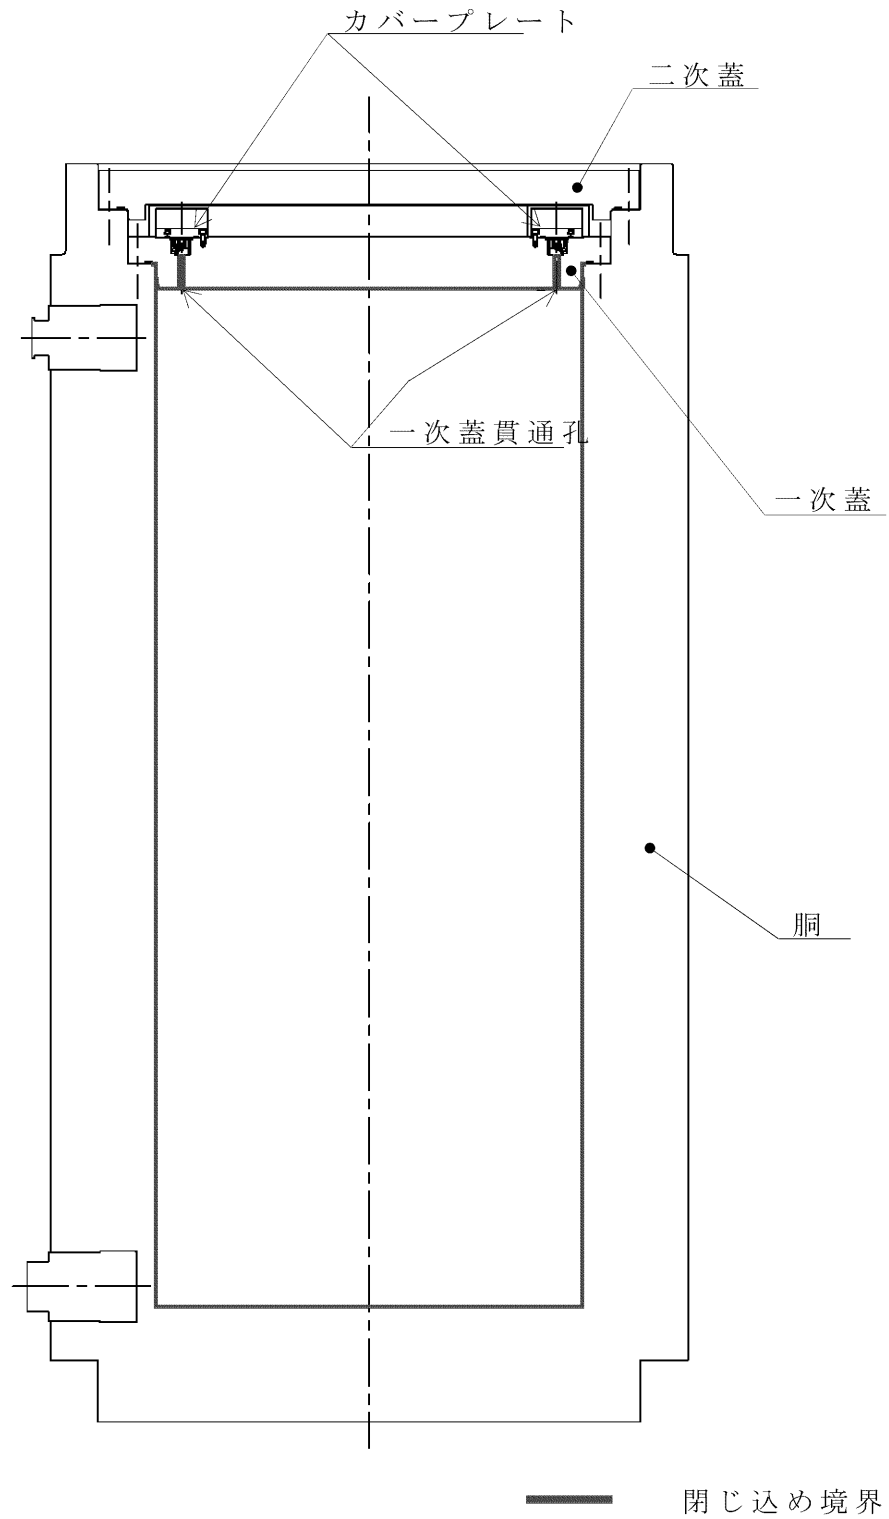 カバープレート
二次蓋
一次蓋貫通孔
一次蓋
胴
閉じ込め境界